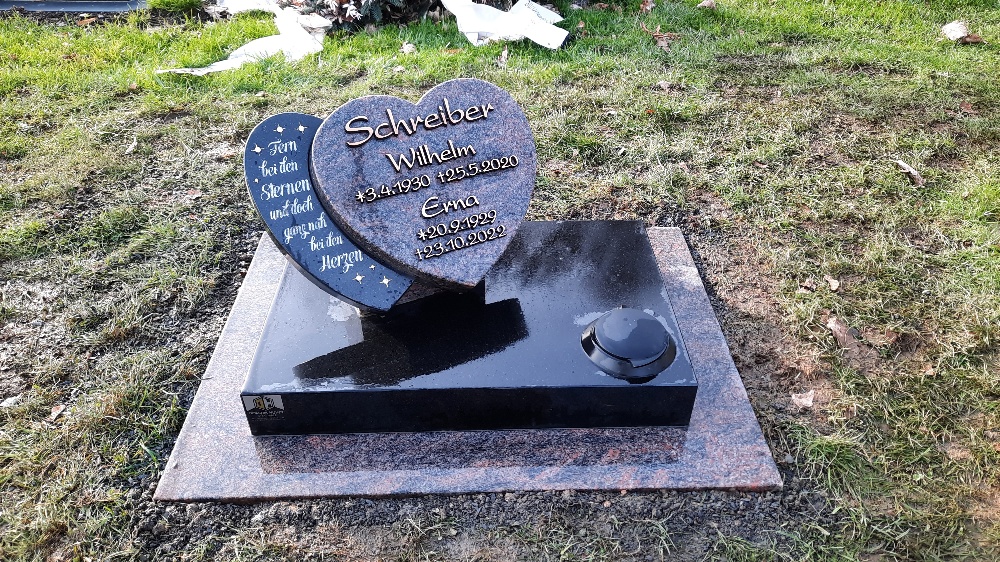 Fern
bei den
Sternen
und doch
ganz nah
bei den
Herzen
Schreiber
Wilhelm
*3.4.1930 †25.5.2020
Erna
*20.9.1929
†23.10.2022